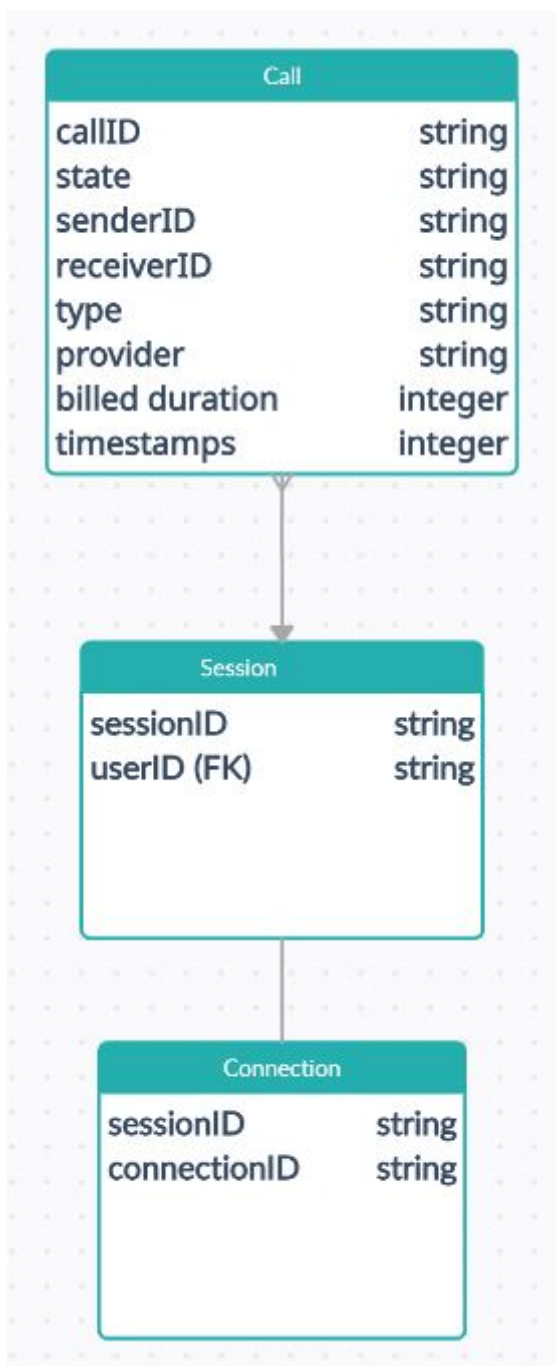 Call
callID string
state string
senderID string
receiverID string
type string
provider string
billed duration integer
timestamps integer
Session
sessionID string
userID (FK) string
Connection
sessionID string
connectionID string